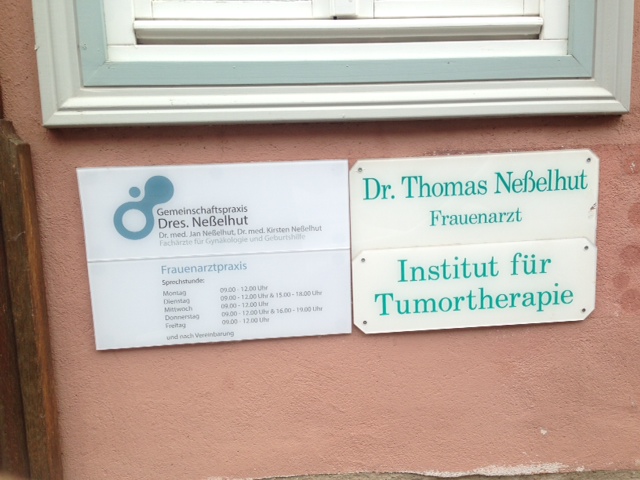 Gemeinschaftspraxis
Dres. Neßelhut
Dr. med. Jan Neßelhut, Dr. med. Kirsten Neßelhut
Fachärzte für Gynäkologie und Geburtshilfe
Frauenarztpraxis
Sprechstunde:
Montag 09.00 - 12.00 Uhr
Dienstag 09.00 - 12.00 Uhr & 15.00 - 18.00 Uhr
Mittwoch 09.00 - 12.00 Uhr
Donnerstag 09.00 - 12.00 Uhr & 16.00 - 19.00 Uhr
Freitag 09.00 - 12.00 Uhr
und nach Vereinbarung
Dr. Thomas Neßelhut
Frauenarzt
Institut für
Tumortherapie